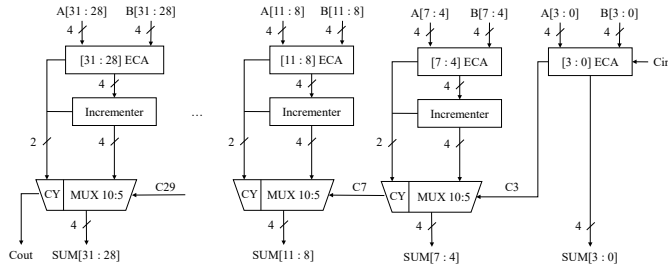 A[31 : 28] B[31 : 28] A[11 : 8] B[11 : 8] A[7 : 4] B[7 : 4] A[3 : 0] B[3 : 0]
4 4 4 4 4 4 4 4
[31 : 28] ECA [11 : 8] ECA [7 : 4] ECA [3 : 0] ECA Cin
4 4 4
Incrementer ... Incrementer Incrementer
2 4 2 4 2 4
CY MUX 10:5 C29 CY MUX 10:5 C7 CY MUX 10:5 C3
4 4 4 4
Cout SUM[31 : 28] SUM[11 : 8] SUM[7 : 4] SUM[3 : 0]